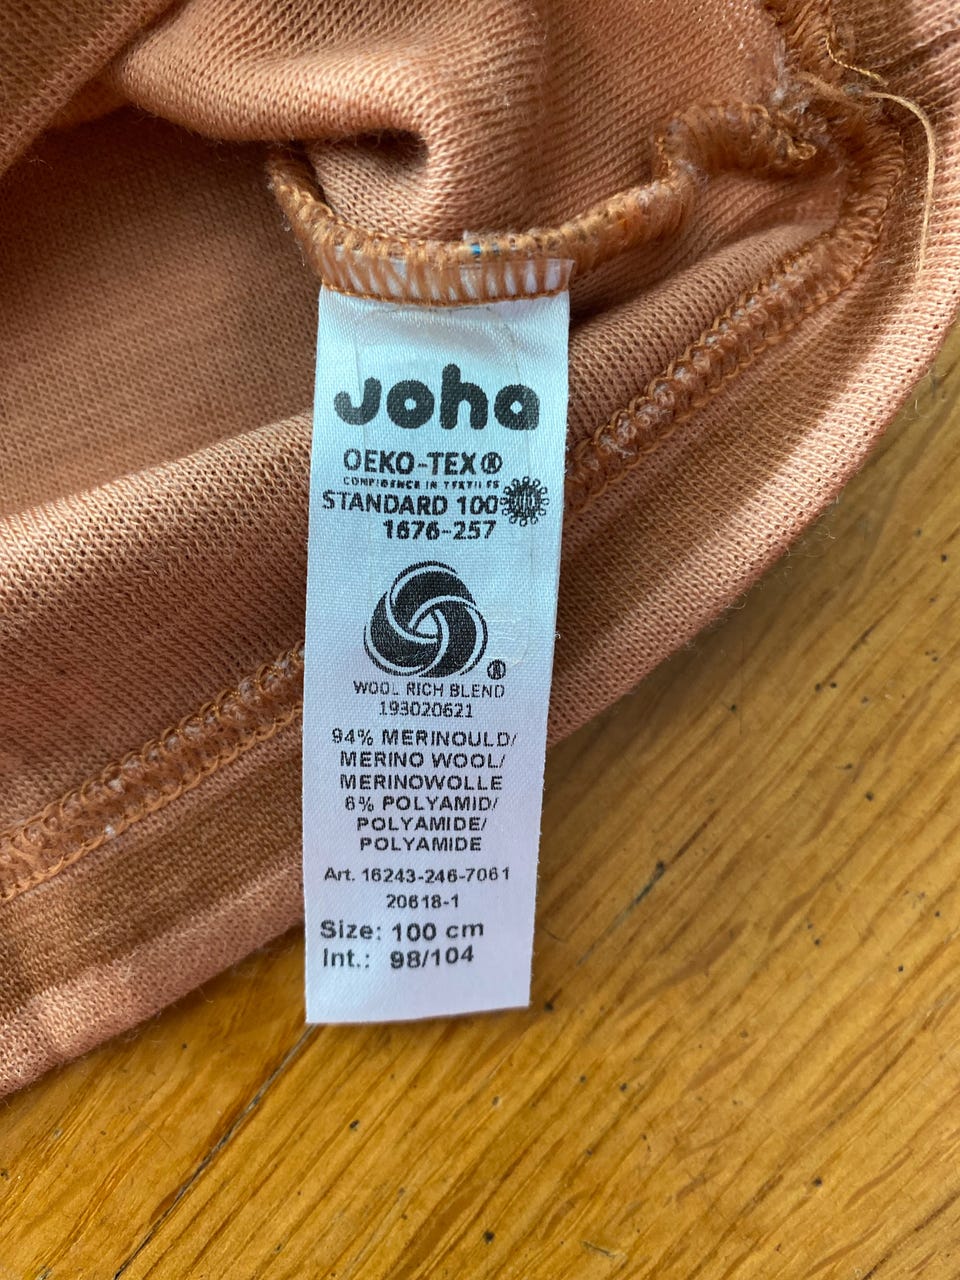 Joha
OEKO-TEX®
CONFIDENCE IN TEXTILES
STANDARD 100
1676-257
®
WOOL RICH BLEND
193020621
94% MERINOULD/
MERINO WOOL/
MERINOWOLLE
6% POLYAMID/
POLYAMIDE/
POLYAMIDE
Art. 16243-246-7061
20618-1
Size: 100 cm
Int.: 98/104